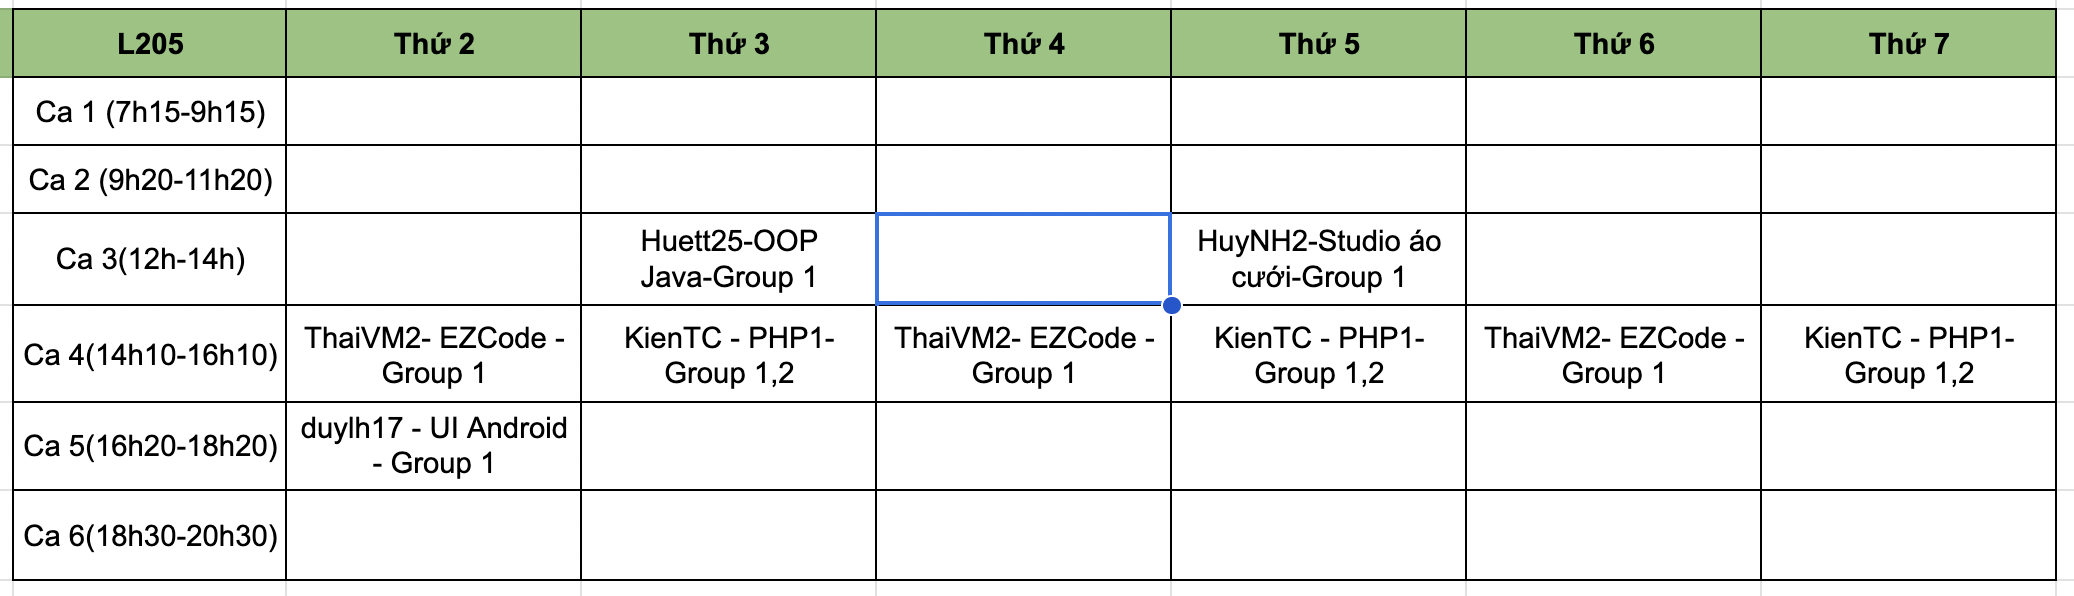 L205 Thứ 2 Thứ 3 Thứ 4 Thứ 5 Thứ 6 Thứ 7
Ca 1 (7h15-9h15)
Ca 2 (9h20-11h20)
Ca 3(12h-14h)
Huett25-OOP
Java-Group 1
HuyNH2-Studio áo
cưới-Group 1
Ca 4(14h10-16h10)
ThaiVM2- EZCode -
Group 1
KienTC - PHP1-
Group 1,2
ThaiVM2- EZCode -
Group 1
KienTC - PHP1-
Group 1,2
ThaiVM2- EZCode -
Group 1
KienTC - PHP1-
Group 1,2
Ca 5(16h20-18h20)
duylh17 - UI Android
- Group 1
Ca 6(18h30-20h30)